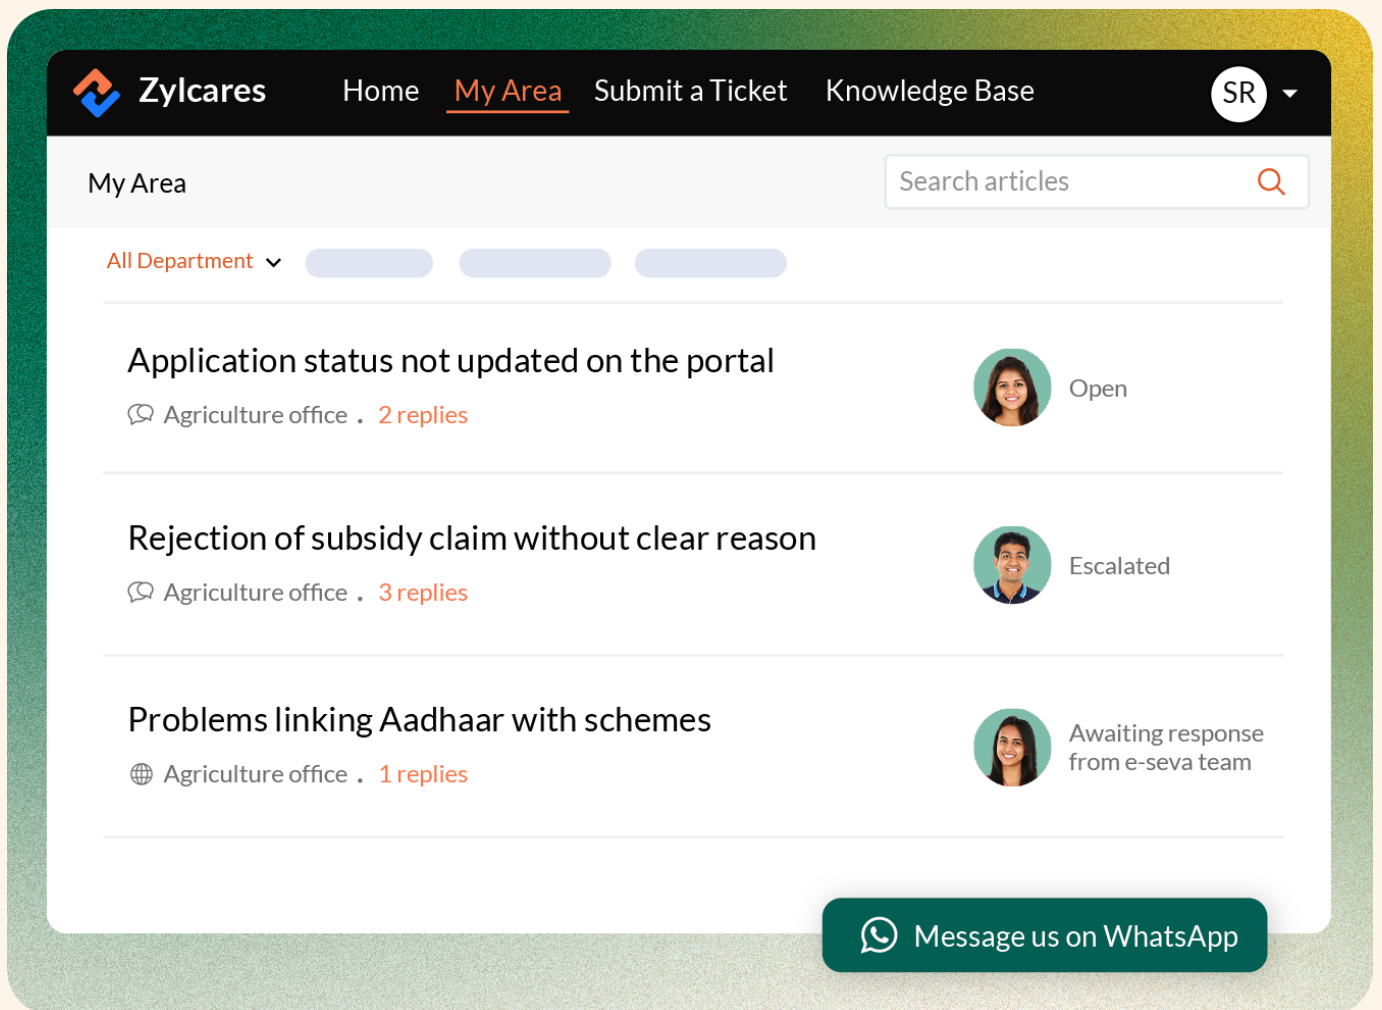 Zylcares Home My Area Submit a Ticket Knowledge Base SR
My Area
Search articles
All Department
Application status not updated on the portal
Agriculture office . 2 replies
Open
Rejection of subsidy claim without clear reason
Agriculture office . 3 replies
Escalated
Problems linking Aadhaar with schemes
Agriculture office . 1 replies
Awaiting response
from e-seva team
Message us on WhatsApp